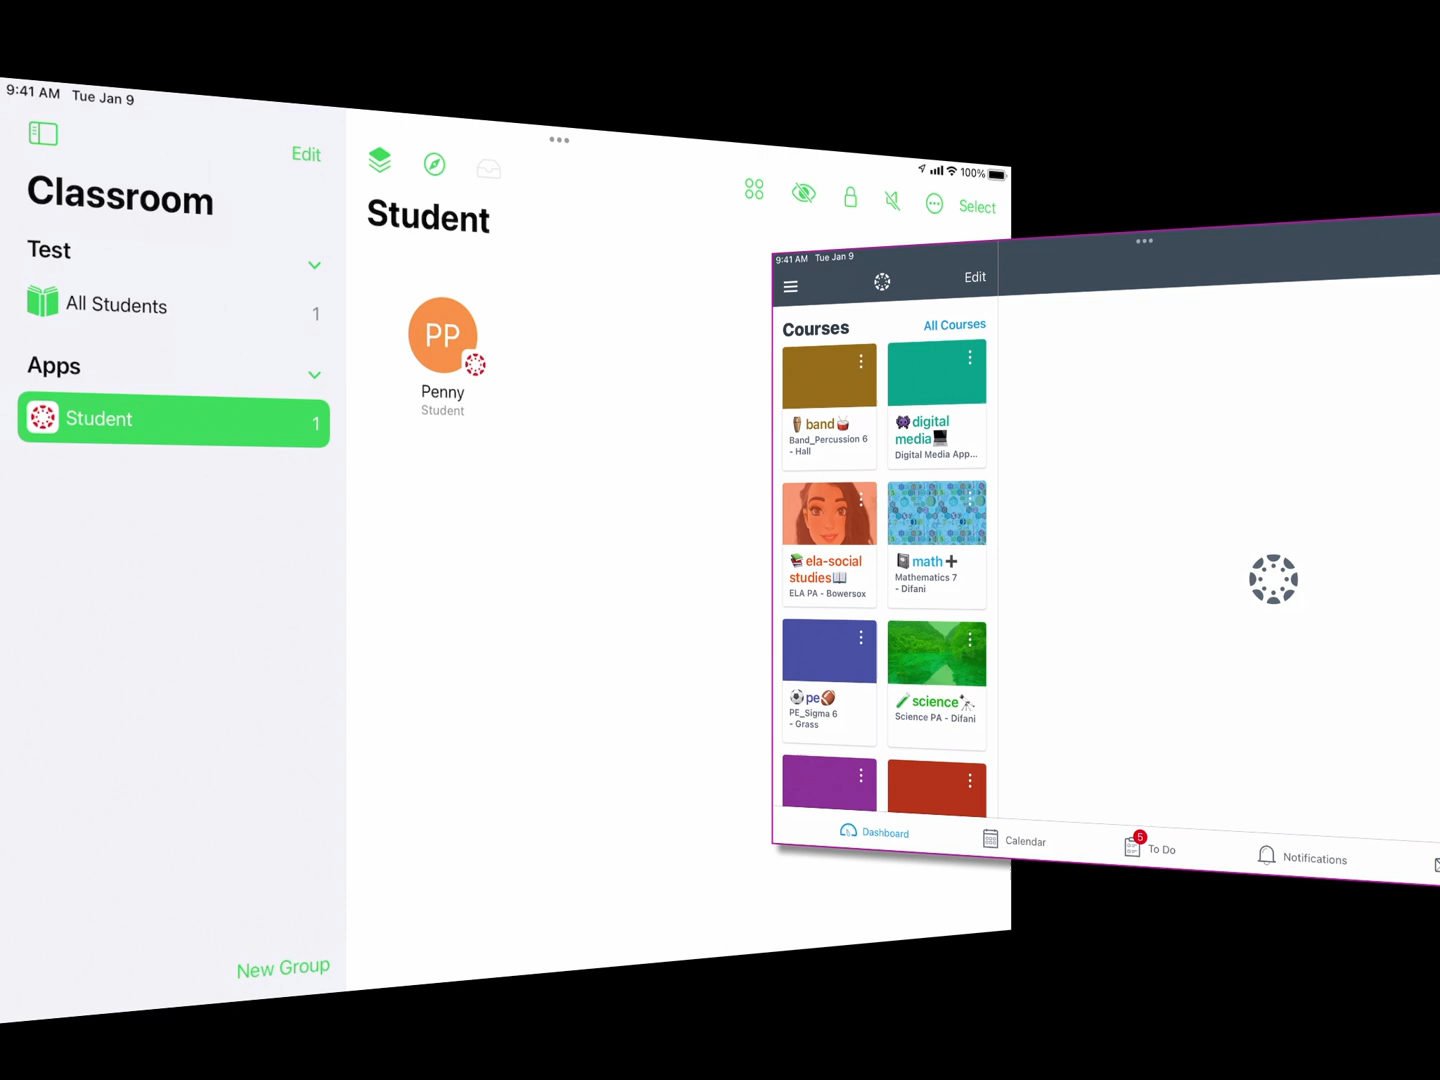 9:41 AM Tue Jan 9
Edit
Classroom
Test
All Students 1
Apps
Student 1
New Group
100%
Select
Student
PP
Penny
Student
9:41 AM Tue Jan 9
Edit
Courses All Courses
band
Band_Percussion 6
- Hall
digital
media
Digital Media App...
ela-social
studies
ELA PA - Bowersox
math
Mathematics 7
- Difani
pe
PE_Sigma 6
- Grass
science
Science PA - Difani
Dashboard
Calendar
5
To Do
Notifications